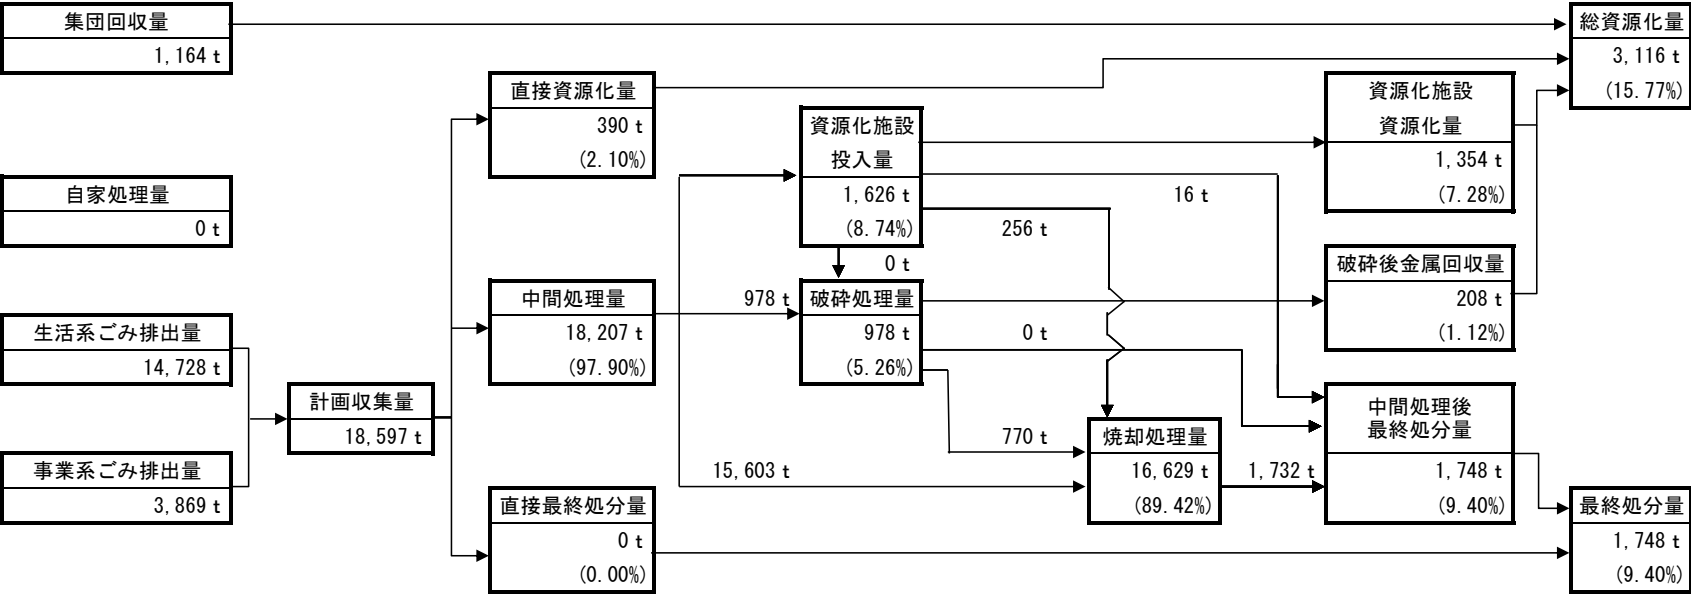 集団回収量
1,164 t
総資源化量
3,116 t
(15.77%)
直接資源化量
390 t
(2.10%)
資源化施設
資源化量
1,354 t
(7.28%)
資源化施設
投入量
1,626 t
(8.74%)
16 t
256 t
0 t
自家処理量
0 t
破砕後金属回収量
208 t
(1.12%)
中間処理量
18,207 t
(97.90%)
978 t
破砕処理量
978 t
(5.26%)
0 t
生活系ごみ排出量
14,728 t
計画収集量
18,597 t
中間処理後
最終処分量
1,748 t
(9.40%)
770 t
焼却処理量
16,629 t
(89.42%)
15,603 t
1,732 t
事業系ごみ排出量
3,869 t
直接最終処分量
0 t
(0.00%)
最終処分量
1,748 t
(9.40%)